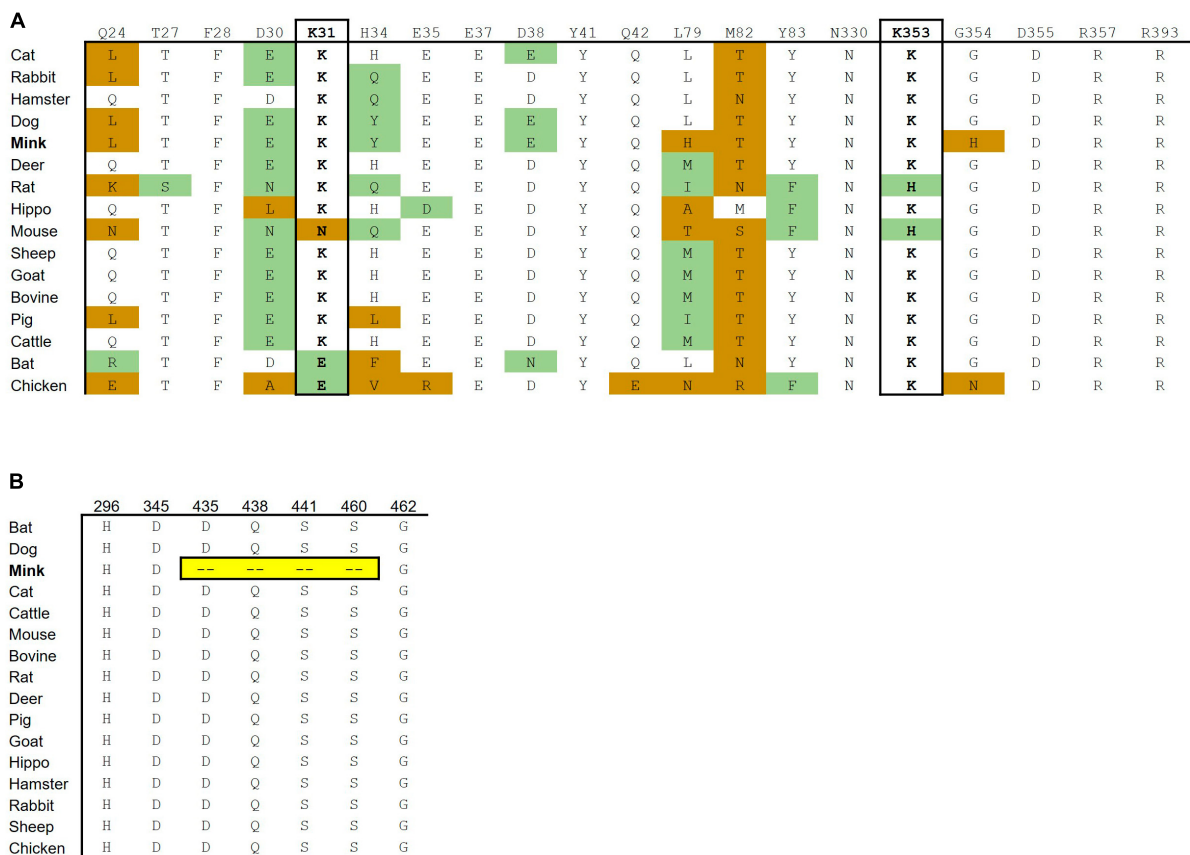 A
Q24 T27 F28 D30 K31 H34 E35 E37 D38 Y41 Q42 L79 M82 Y83 N330 K353 G354 D355 R357 R393
Cat L T F E K H E E E Y Q L T Y N K G D R R
Rabbit L T F E K Q E E D Y Q L T Y N K G D R R
Hamster Q T F D K Q E E D Y Q L N Y N K G D R R
Dog L T F E K Y E E E Y Q L T Y N K G D R R
Mink L T F E K Y E E E Y Q H T Y N K H D R R
Deer Q T F E K H E E D Y Q M T Y N K G D R R
Rat K S F N K Q E E D Y Q I N F N H G D R R
Hippo Q T F L K H D E D Y Q A M F N K G D R R
Mouse N T F N N Q E E D Y Q T S F N H G D R R
Sheep Q T F E K H E E D Y Q M T Y N K G D R R
Goat Q T F E K H E E D Y Q M T Y N K G D R R
Bovine Q T F E K H E E D Y Q M T Y N K G D R R
Pig L T F E K L E E D Y Q I T Y N K G D R R
Cattle Q T F E K H E E D Y Q M T Y N K G D R R
Bat R T F D E F E E N Y Q L N Y N K G D R R
Chicken E T F A E V R E D Y E N R F N K N D R R
B
296 345 435 438 441 460 462
Bat H D D Q S S G
Dog H D D Q S S G
Mink H D -- -- -- -- G
Cat H D D Q S S G
Cattle H D D Q S S G
Mouse H D D Q S S G
Bovine H D D Q S S G
Rat H D D Q S S G
Deer H D D Q S S G
Pig H D D Q S S G
Goat H D D Q S S G
Hippo H D D Q S S G
Hamster H D D Q S S G
Rabbit H D D Q S S G
Sheep H D D Q S S G
Chicken H D D Q S S G